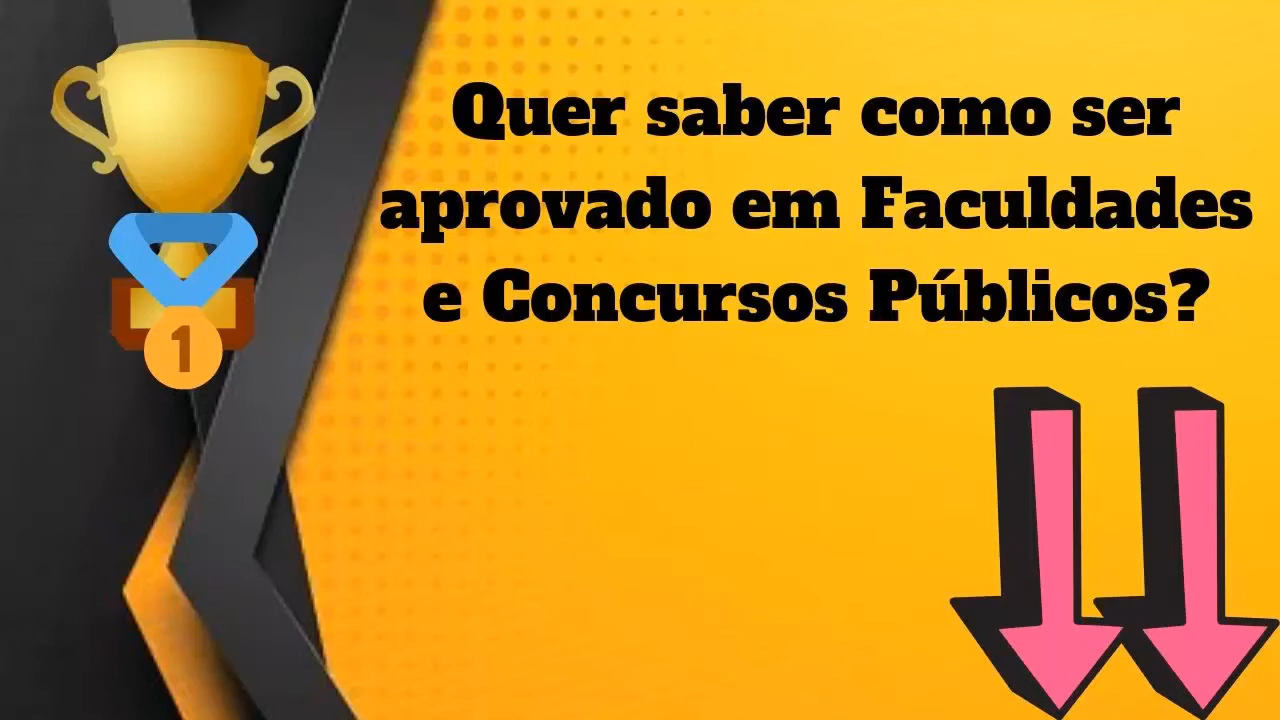 Quer saber como ser
aprovado em Faculdades
e Concursos Públicos?
1